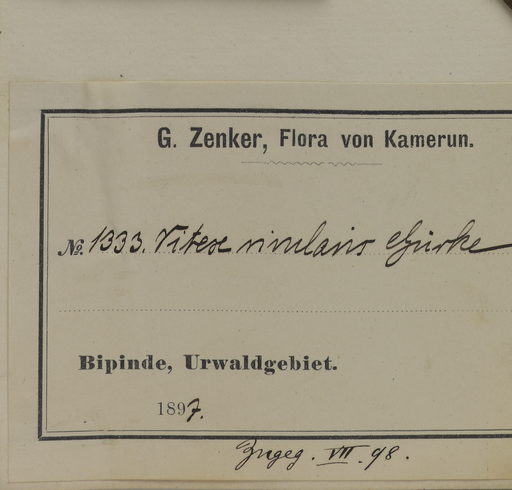 G. Zenker, Flora von Kamerun.
№. 1333. Vitex rivularis Gürke
Bipinde, Urwaldgebiet.
1897.
Zugeg. VII. 98.